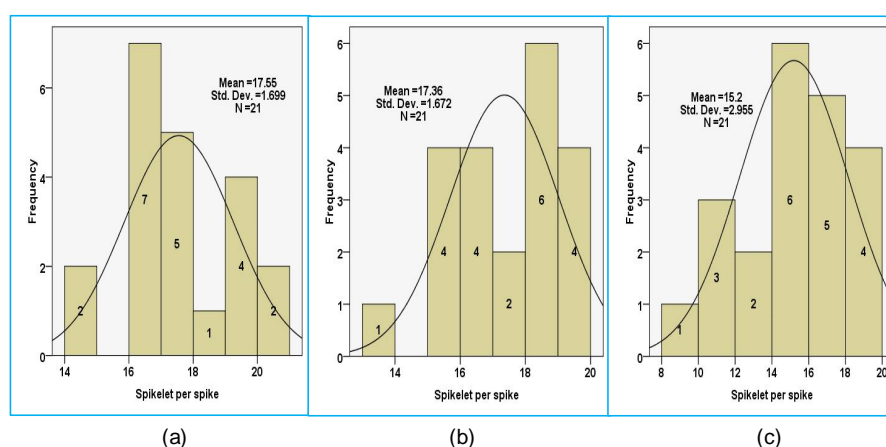 (a)
Mean =17.55
Std. Dev. =1.699
N =21
Frequency
6
4
2
0
2
7
5
1
4
2
14 16 18 20
Spikelet per spike
(b)
Mean =17.36
Std. Dev. =1.672
N =21
Frequency
6
5
4
3
2
1
0
1
4
4
2
6
4
14 16 18 20
Spikelet per spike
(c)
Mean =15.2
Std. Dev. =2.955
N =21
Frequency
6
5
4
3
2
1
0
1
3
2
6
5
4
8 10 12 14 16 18 20
Spikelet per spike
(a) (b) (c)